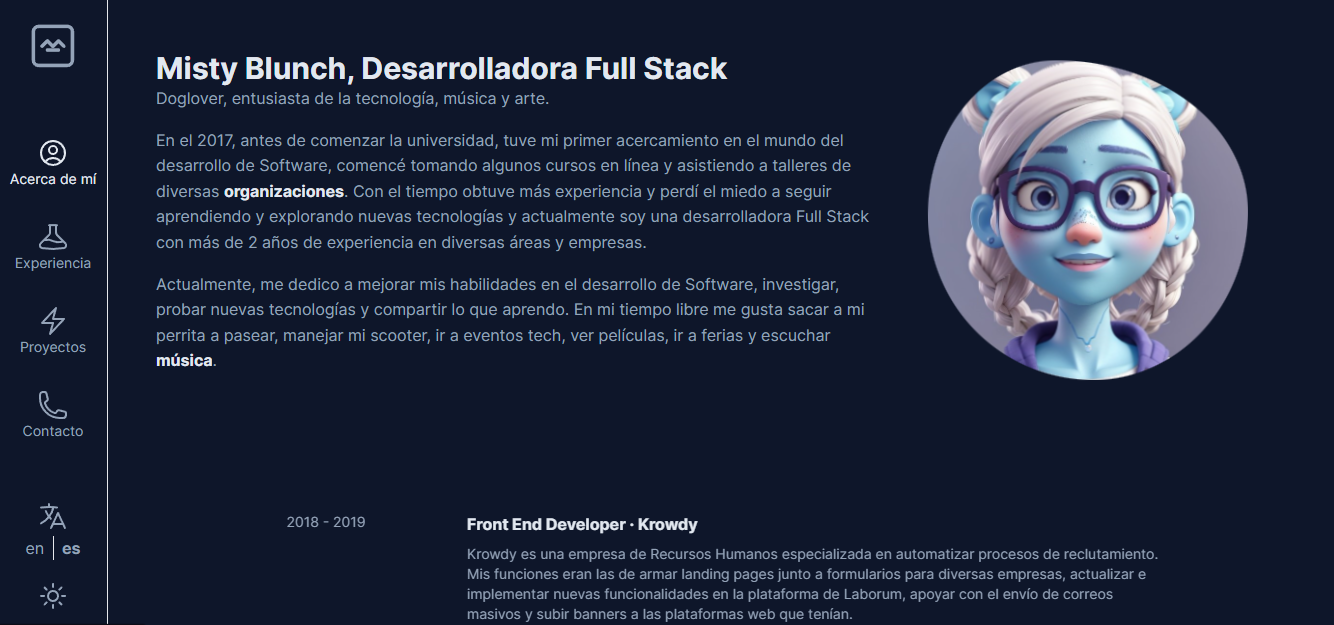 Misty Blunch, Desarrolladora Full Stack
Doglover, entusiasta de la tecnología, música y arte.
En el 2017, antes de comenzar la universidad, tuve mi primer acercamiento en el mundo del
desarrollo de Software, comencé tomando algunos cursos en línea y asistiendo a talleres de
diversas organizaciones. Con el tiempo obtuve más experiencia y perdí el miedo a seguir
aprendiendo y explorando nuevas tecnologías y actualmente soy una desarrolladora Full Stack
con más de 2 años de experiencia en diversas áreas y empresas.
Actualmente, me dedico a mejorar mis habilidades en el desarrollo de Software, investigar,
probar nuevas tecnologías y compartir lo que aprendo. En mi tiempo libre me gusta sacar a mi
perrita a pasear, manejar mi scooter, ir a eventos tech, ver películas, ir a ferias y escuchar
música.
Acerca de mí
Experiencia
Proyectos
Contacto
en | es
2018 - 2019
Front End Developer · Krowdy
Krowdy es una empresa de Recursos Humanos especializada en automatizar procesos de reclutamiento.
Mis funciones eran las de armar landing pages junto a formularios para diversas empresas, actualizar e
implementar nuevas funcionalidades en la plataforma de Laborum, apoyar con el envío de correos
masivos y subir banners a las plataformas web que tenían.